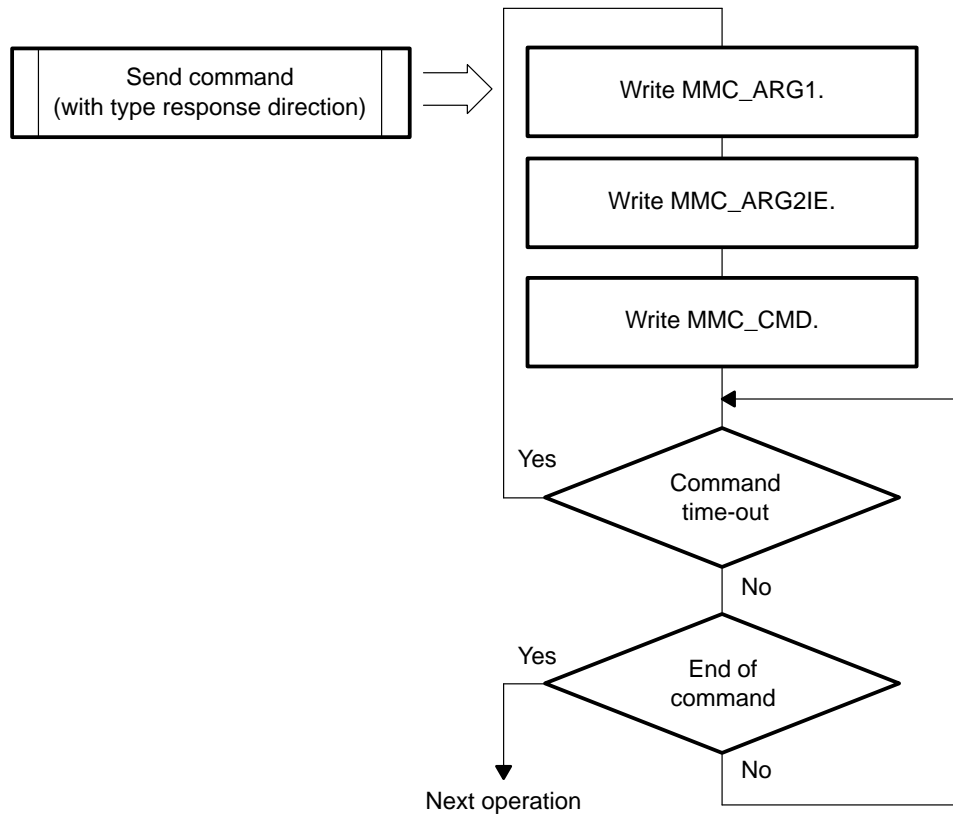 Send command
(with type response direction)
Write MMC_ARG1.
Write MMC_ARG2IE.
Write MMC_CMD.
Yes
Command
time-out
No
Yes
End of
command
No
Next operation